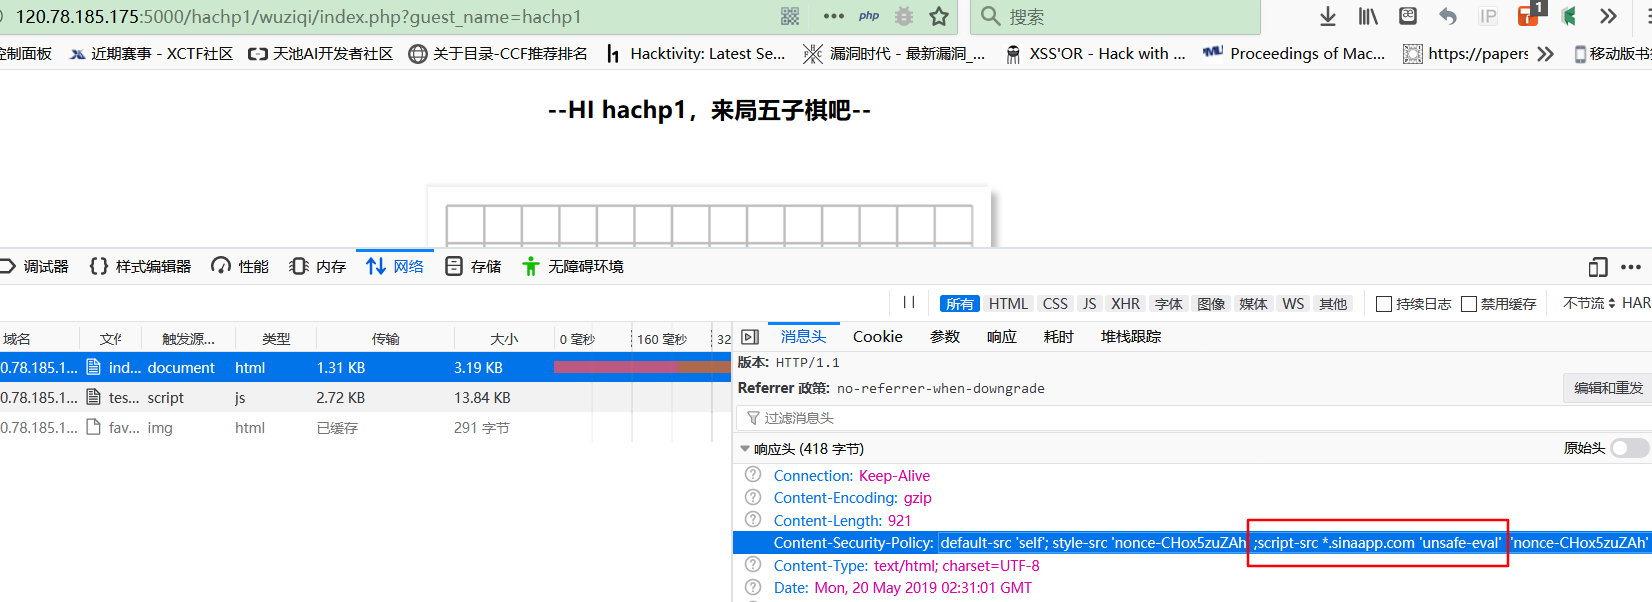 120.78.185.175:5000/hachp1/wuziqi/index.php?guest_name=hachp1 php 搜索 IP 1
控制面板 近期赛事 - XCTF社区 天池AI开发者社区 关于目录-CCF推荐排名 Hacktivity: Latest Se... 漏洞时代 - 最新漏洞_... XSS'OR - Hack with ... Proceedings of Mac... https://papers 移动版书
--HI hachp1，来局五子棋吧--
调试器 {} 样式编辑器 性能 内存 网络 存储 无障碍环境
所有 HTML CSS JS XHR 字体 图像 媒体 WS 其他 持续日志 禁用缓存 不节流 HAR
域名 文件 触发源... 类型 传输 大小 0 毫秒 160 毫秒 32
0.78.185.1... ind... document html 1.31 KB 3.19 KB
0.78.185.1... tes... script js 2.72 KB 13.84 KB
0.78.185.1... fav... img html 已缓存 291 字节
消息头 Cookie 参数 响应 耗时 堆栈跟踪
版本: HTTP/1.1
Referrer 政策: no-referrer-when-downgrade 编辑和重发
过滤消息头
响应头 (418 字节) 原始头
Connection: Keep-Alive
Content-Encoding: gzip
Content-Length: 921
Content-Security-Policy: default-src 'self'; style-src 'nonce-CHox5zuZAh' ;script-src *.sinaapp.com 'unsafe-eval' 'nonce-CHox5zuZAh'
Content-Type: text/html; charset=UTF-8
Date: Mon, 20 May 2019 02:31:01 GMT